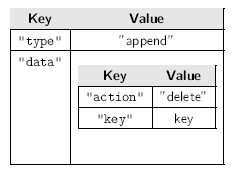 Key Value
"type" "append"
"data"
Key Value
"action" "delete"
"key" key